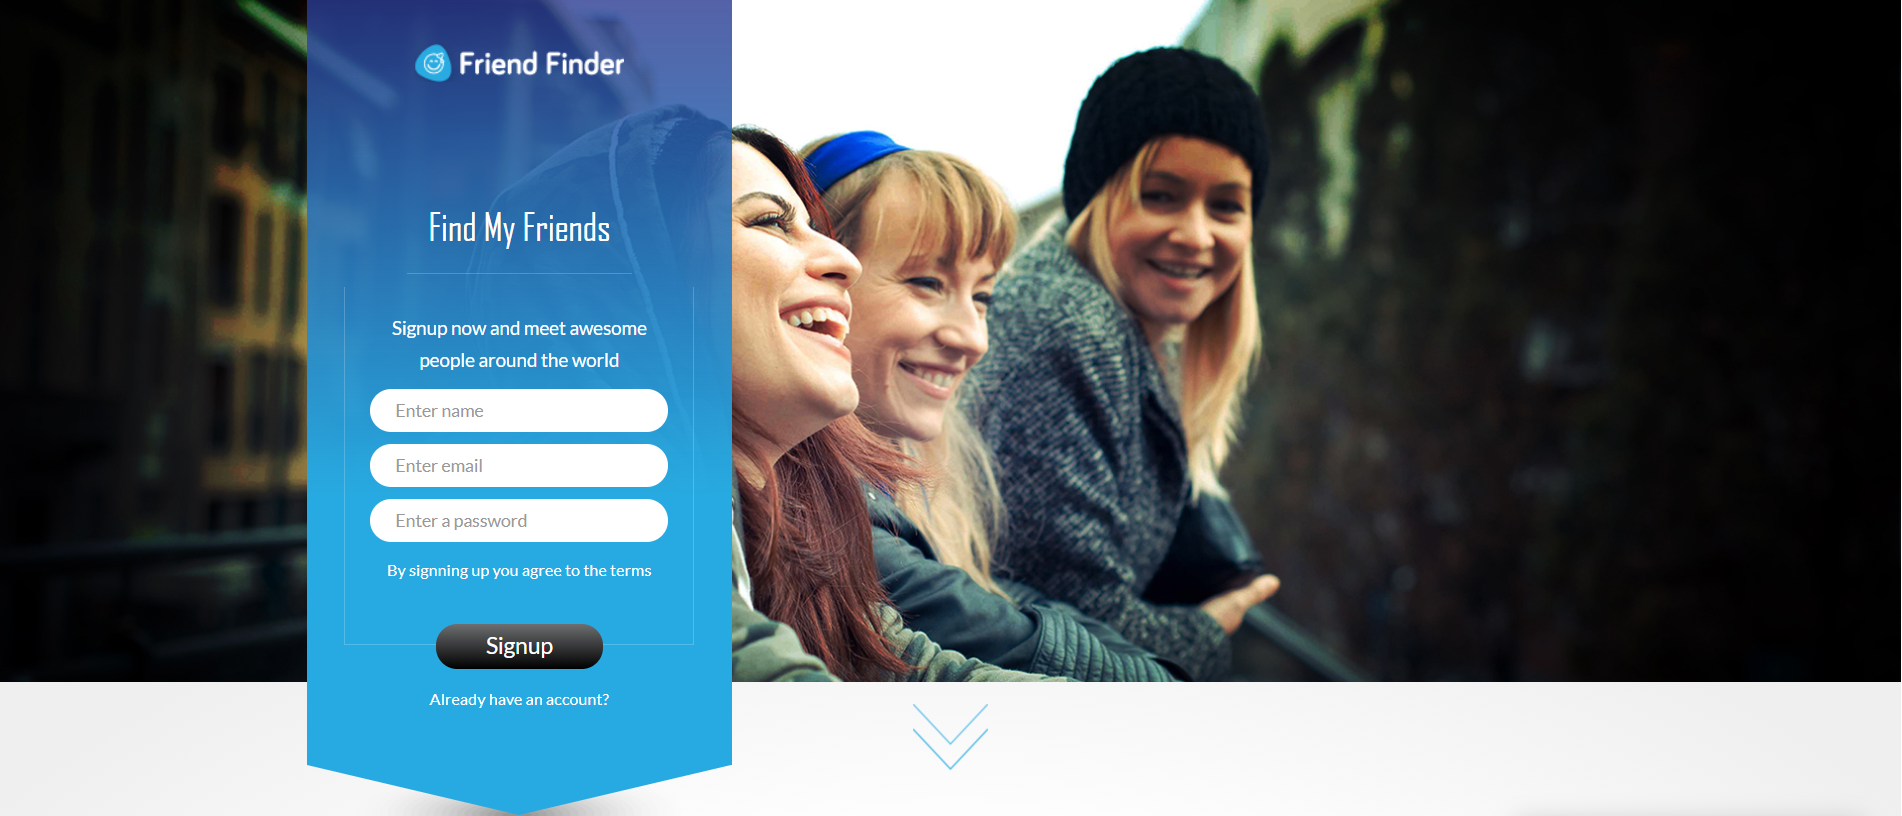 Friend Finder
Find My Friends
Signup now and meet awesome
people around the world
Enter name
Enter email
Enter a password
By signning up you agree to the terms
Signup
Already have an account?